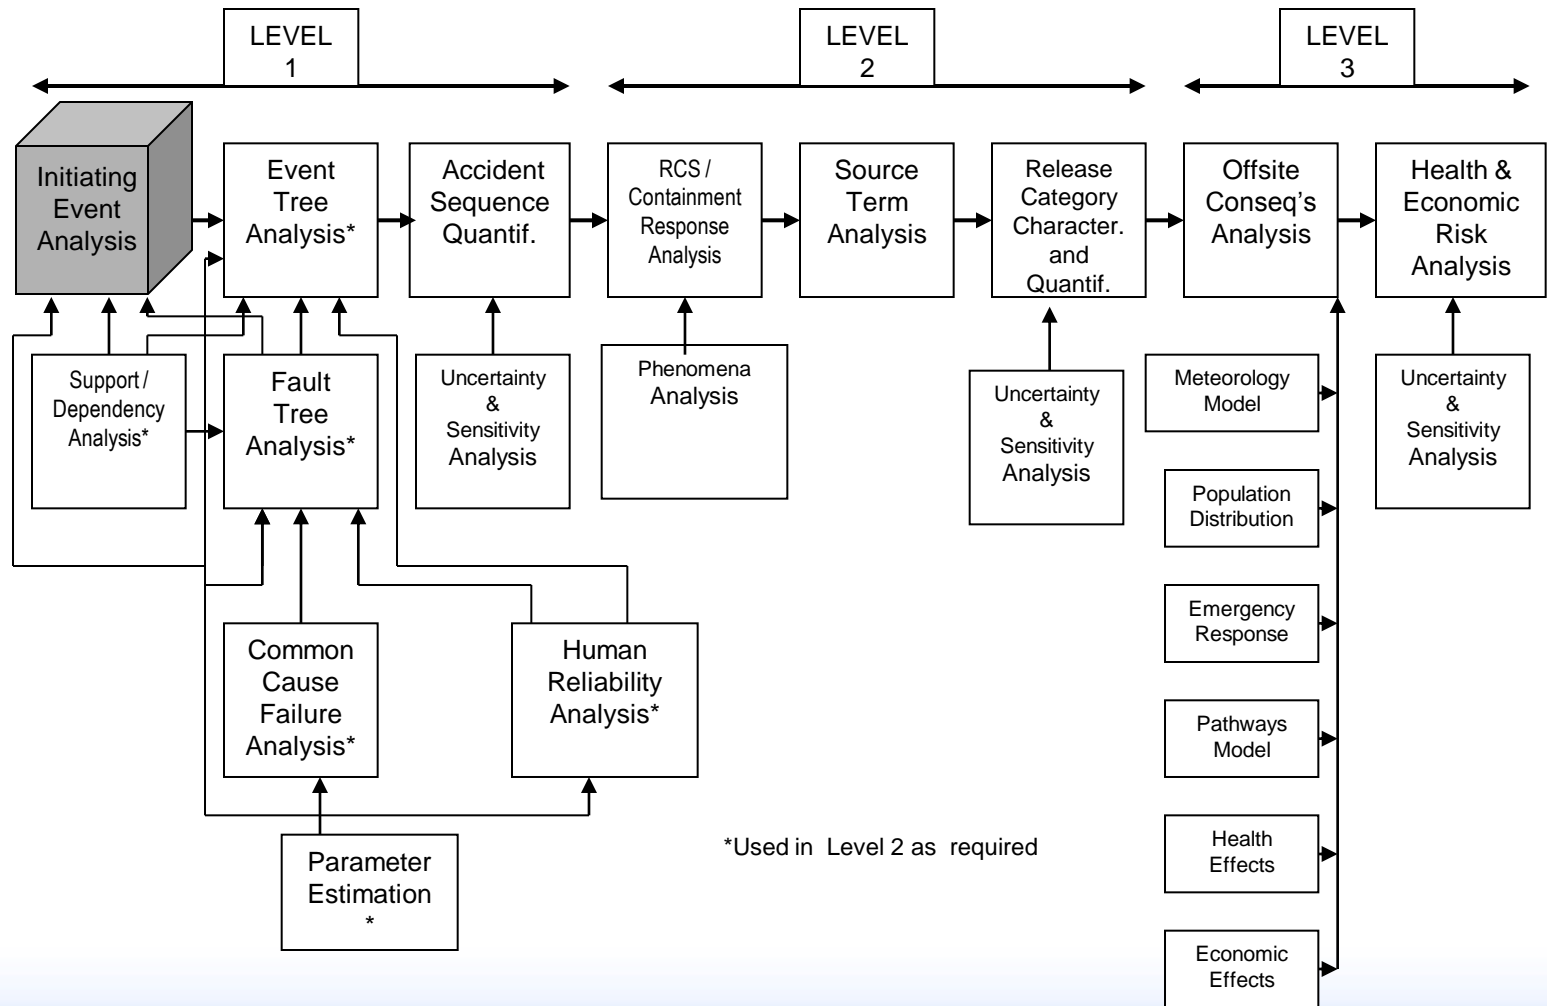 LEVEL
1
LEVEL
2
LEVEL
3
Initiating
Event
Analysis
Event
Tree
Analysis*
Accident
Sequence
Quantif.
RCS /
Containment
Response
Analysis
Source
Term
Analysis
Release
Category
Character.
and
Quantif.
Offsite
Conseq's
Analysis
Health &
Economic
Risk
Analysis
Support /
Dependency
Analysis*
Fault
Tree
Analysis*
Uncertainty
&
Sensitivity
Analysis
Phenomena
Analysis
Uncertainty
&
Sensitivity
Analysis
Meteorology
Model
Uncertainty
&
Sensitivity
Analysis
Population
Distribution
Emergency
Response
Common
Cause
Failure
Analysis*
Human
Reliability
Analysis*
Pathways
Model
Parameter
Estimation
*
*Used in Level 2 as required
Health
Effects
Economic
Effects